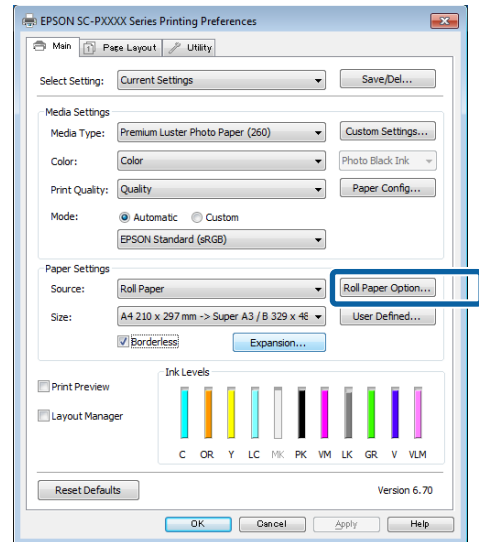 EPSON SC-PXXXX Series Printing Preferences
Main Page Layout Utility
Select Setting: Current Settings Save/Del...
Media Settings
Media Type: Premium Luster Photo Paper (260) Custom Settings...
Color: Color Photo Black Ink
Print Quality: Quality Paper Config...
Mode: Automatic Custom
EPSON Standard (sRGB)
Paper Settings
Source: Roll Paper Roll Paper Option...
Size: A4 210 x 297 mm -> Super A3 / B 329 x 48 User Defined...
Borderless Expansion...
Ink Levels
Print Preview
Layout Manager
C OR Y LC MK PK VM LK GR V VLM
Reset Defaults Version 6.70
OK Cancel Apply Help